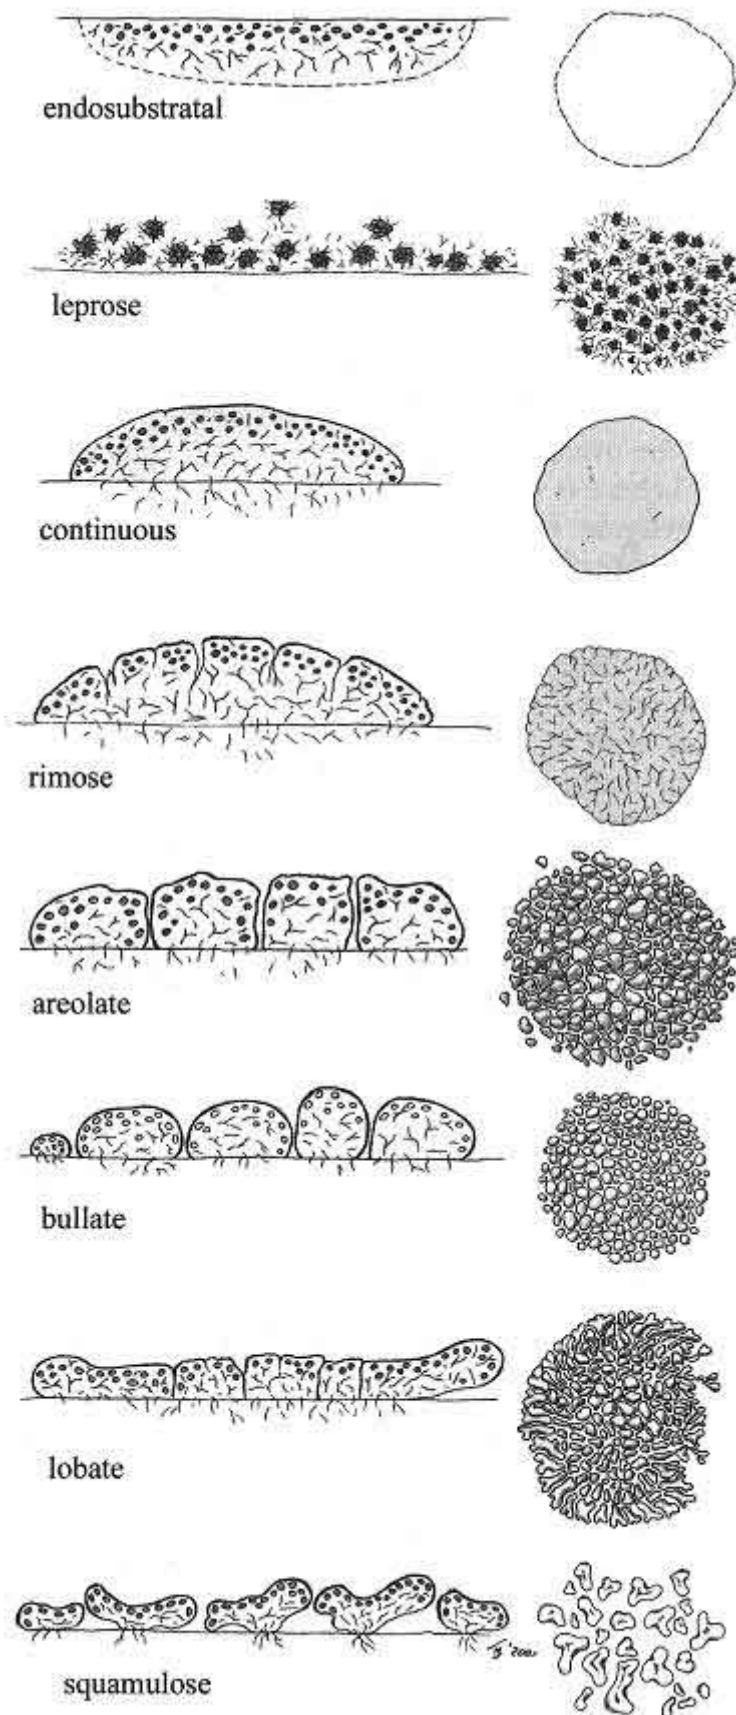 endosubstratal
leprose
continuous
rimose
areolate
bullate
lobate
squamulose